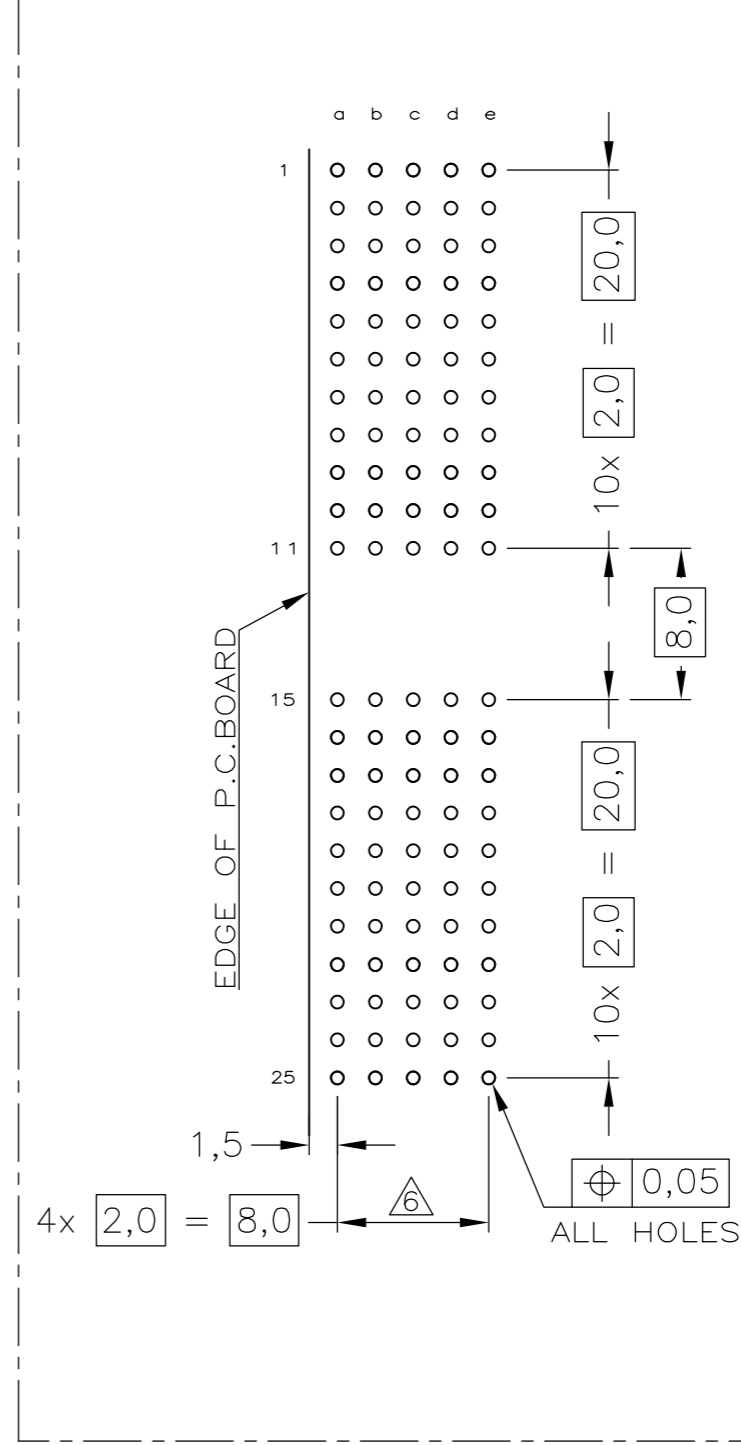 a b c d e
1
20,0
=
2,0
10x
11
8,0
EDGE OF P.C.BOARD
15
20,0
=
2,0
10x
25
1,5
6
0,05
4x 2,0 = 8,0
ALL HOLES